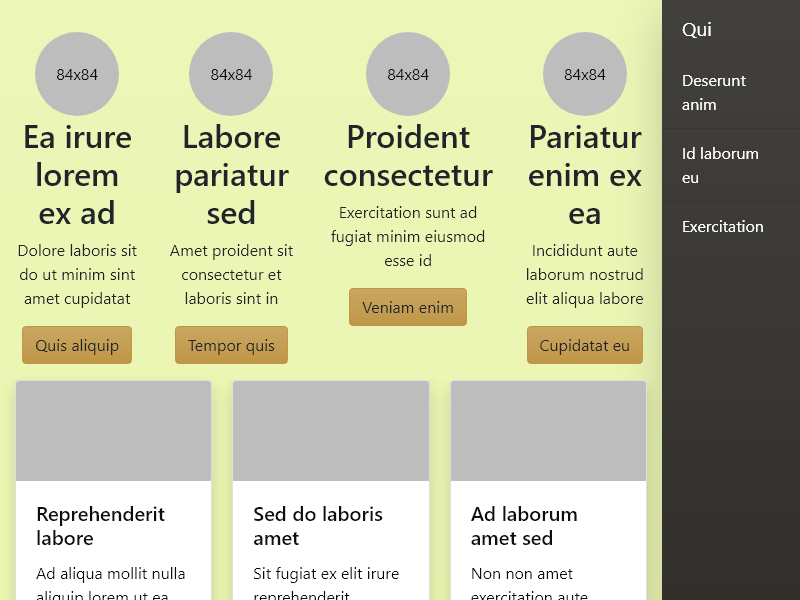 84x84
Ea irure
lorem
ex ad
Dolore laboris sit
do ut minim sint
amet cupidatat
Quis aliquip
84x84
Labore
pariatur
sed
Amet proident sit
consectetur et
laboris sint in
Tempor quis
84x84
Proident
consectetur
Exercitation sunt ad
fugiat minim eiusmod
esse id
Veniam enim
84x84
Pariatur
enim ex
ea
Incididunt aute
laborum nostrud
elit aliqua labore
Cupidatat eu
Reprehenderit
labore
Ad aliqua mollit nulla
aliquip lorem ut ea
Sed do laboris
amet
Sit fugiat ex elit irure
reprehenderit
Ad laborum
amet sed
Non non amet
exercitation aute
Qui
Deserunt
anim
Id laborum
eu
Exercitation